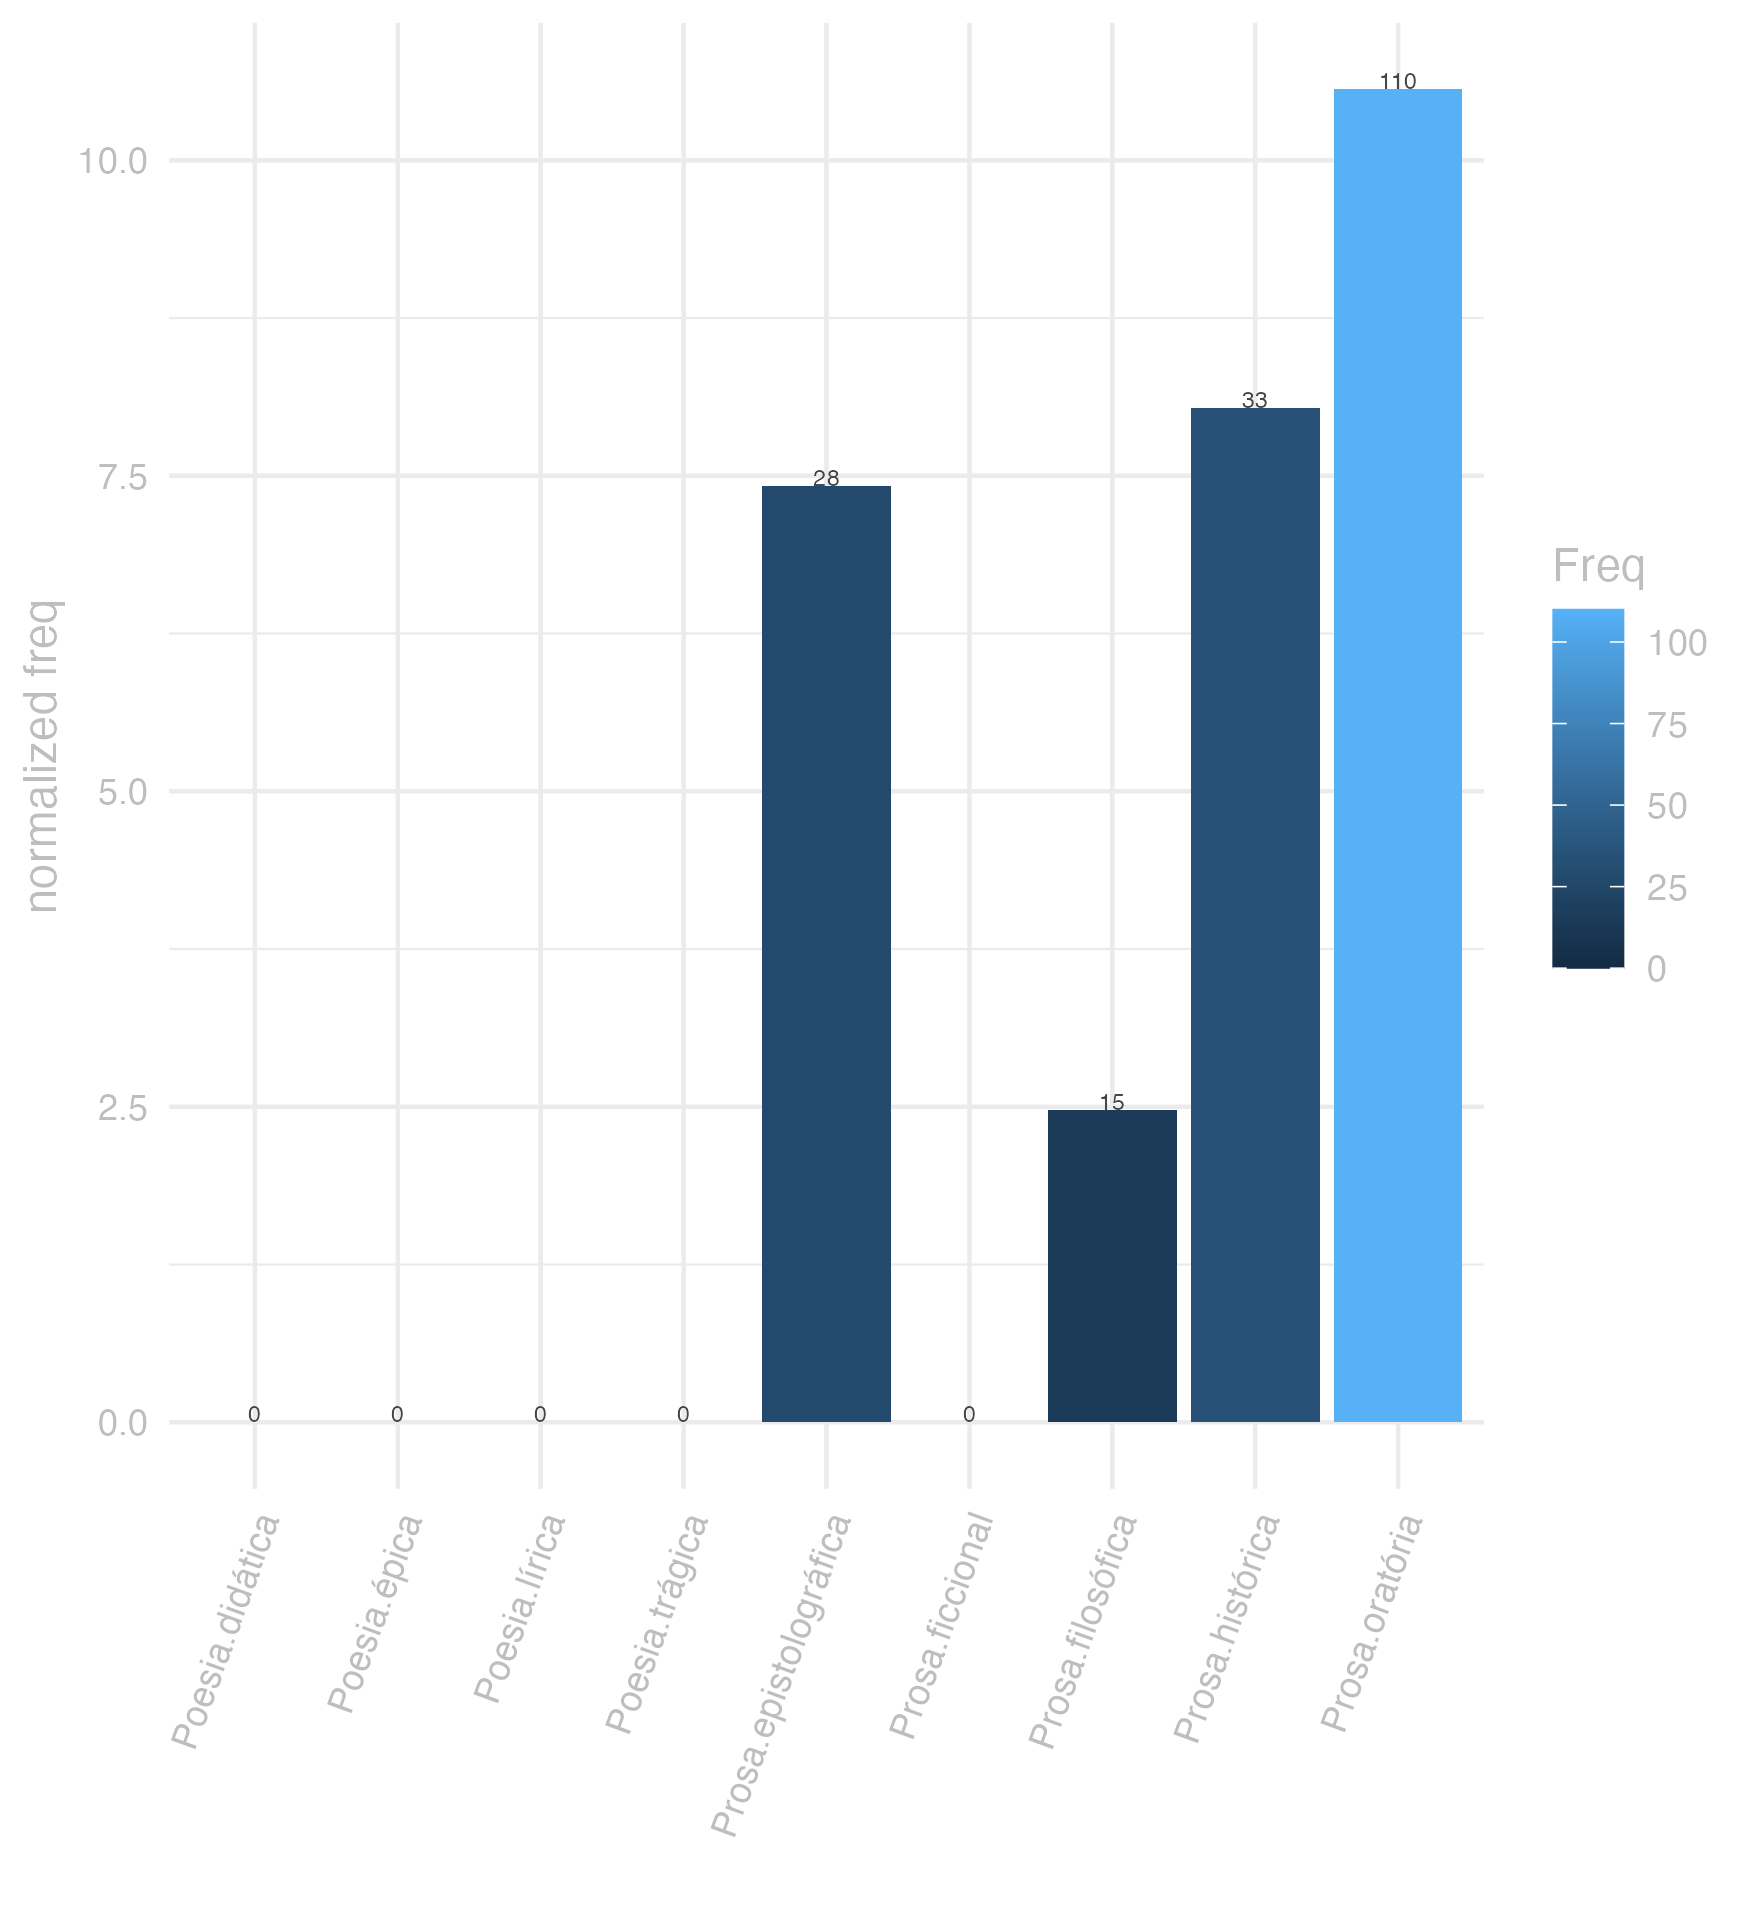 normalized freq
10.0
7.5
5.0
2.5
0.0
0
0
0
0
28
0
15
33
110
Poesia.didática
Poesia.épica
Poesia.lírica
Poesia.trágica
Prosa.epistolográfica
Prosa.ficcional
Prosa.filosófica
Prosa.histórica
Prosa.oratória
Freq
100
75
50
25
0